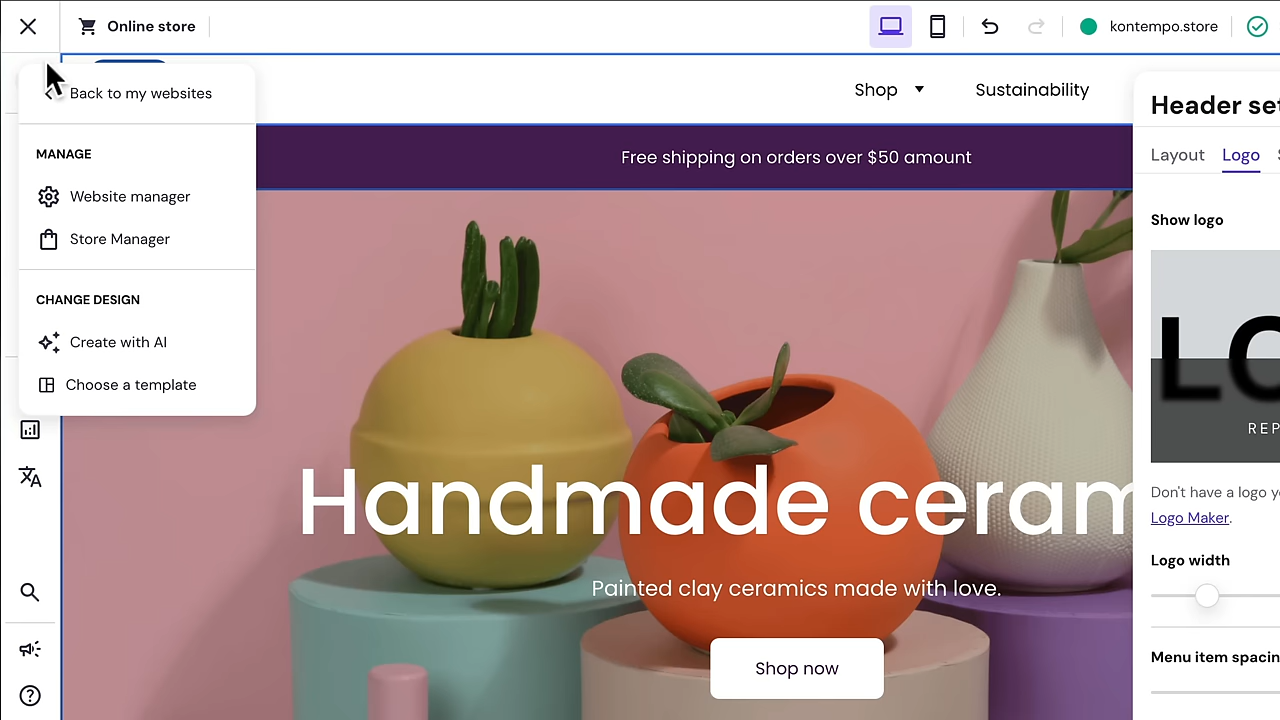 Online store
kontempo.store
Back to my websites
MANAGE
Website manager
Store Manager
CHANGE DESIGN
Create with AI
Choose a template
Shop
Sustainability
Free shipping on orders over $50 amount
Handmade ceram
Painted clay ceramics made with love.
Shop now
Header set
Layout Logo S
Show logo
LO
REP
Don't have a logo y
Logo Maker.
Logo width
Menu item spacin